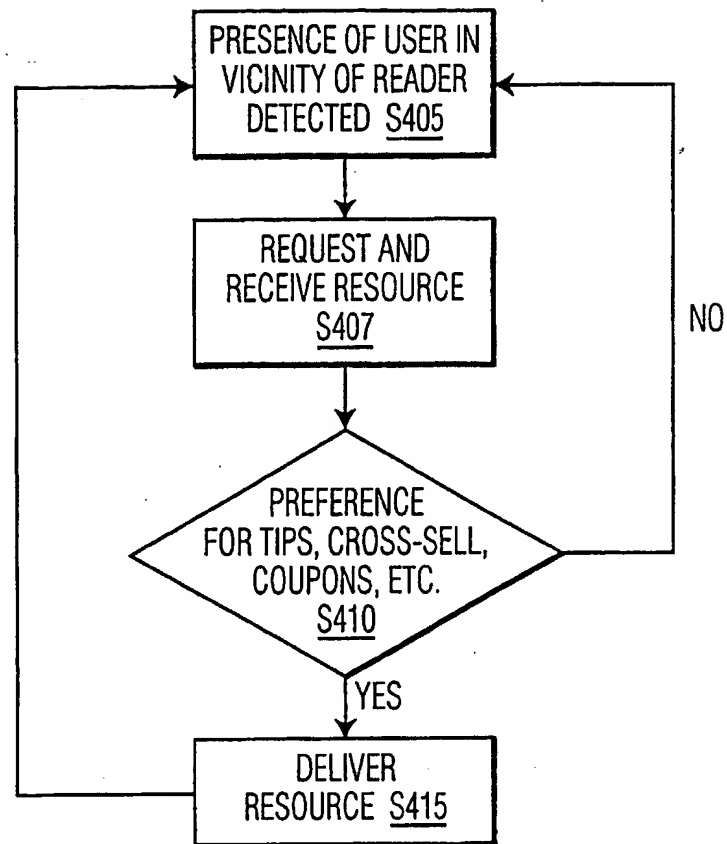 PRESENCE OF USER IN
VICINITY OF READER
DETECTED S405
REQUEST AND
RECEIVE RESOURCE
S407
NO
PREFERENCE
FOR TIPS, CROSS-SELL,
COUPONS, ETC.
S410
YES
DELIVER
RESOURCE S415